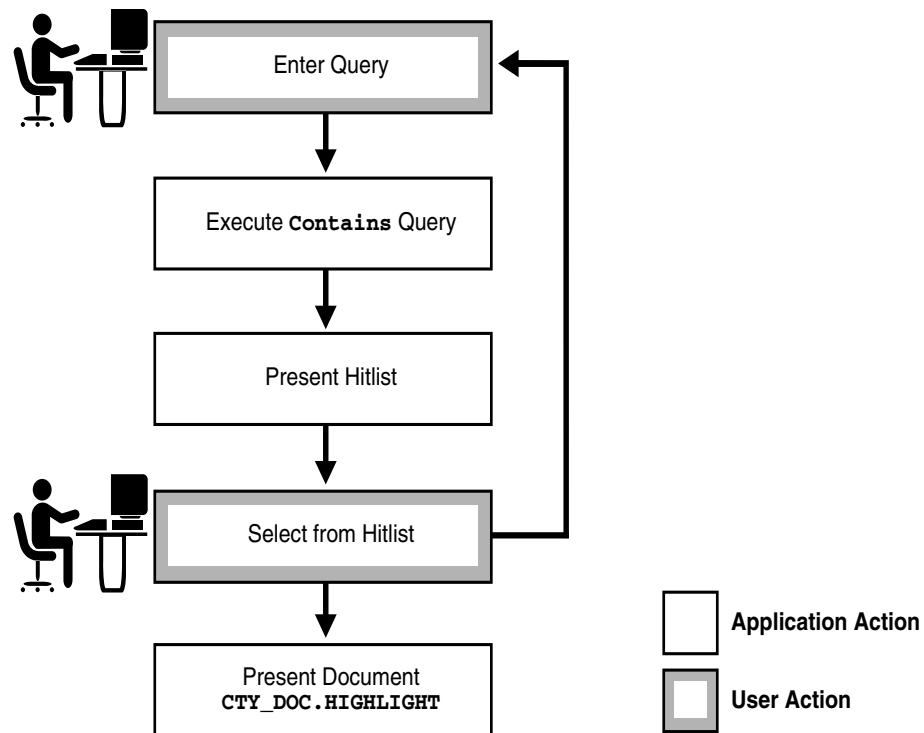 Enter Query
Execute Contains Query
Present Hitlist
Select from Hitlist
Present Document
CTY_DOC.HIGHLIGHT
Application Action
User Action